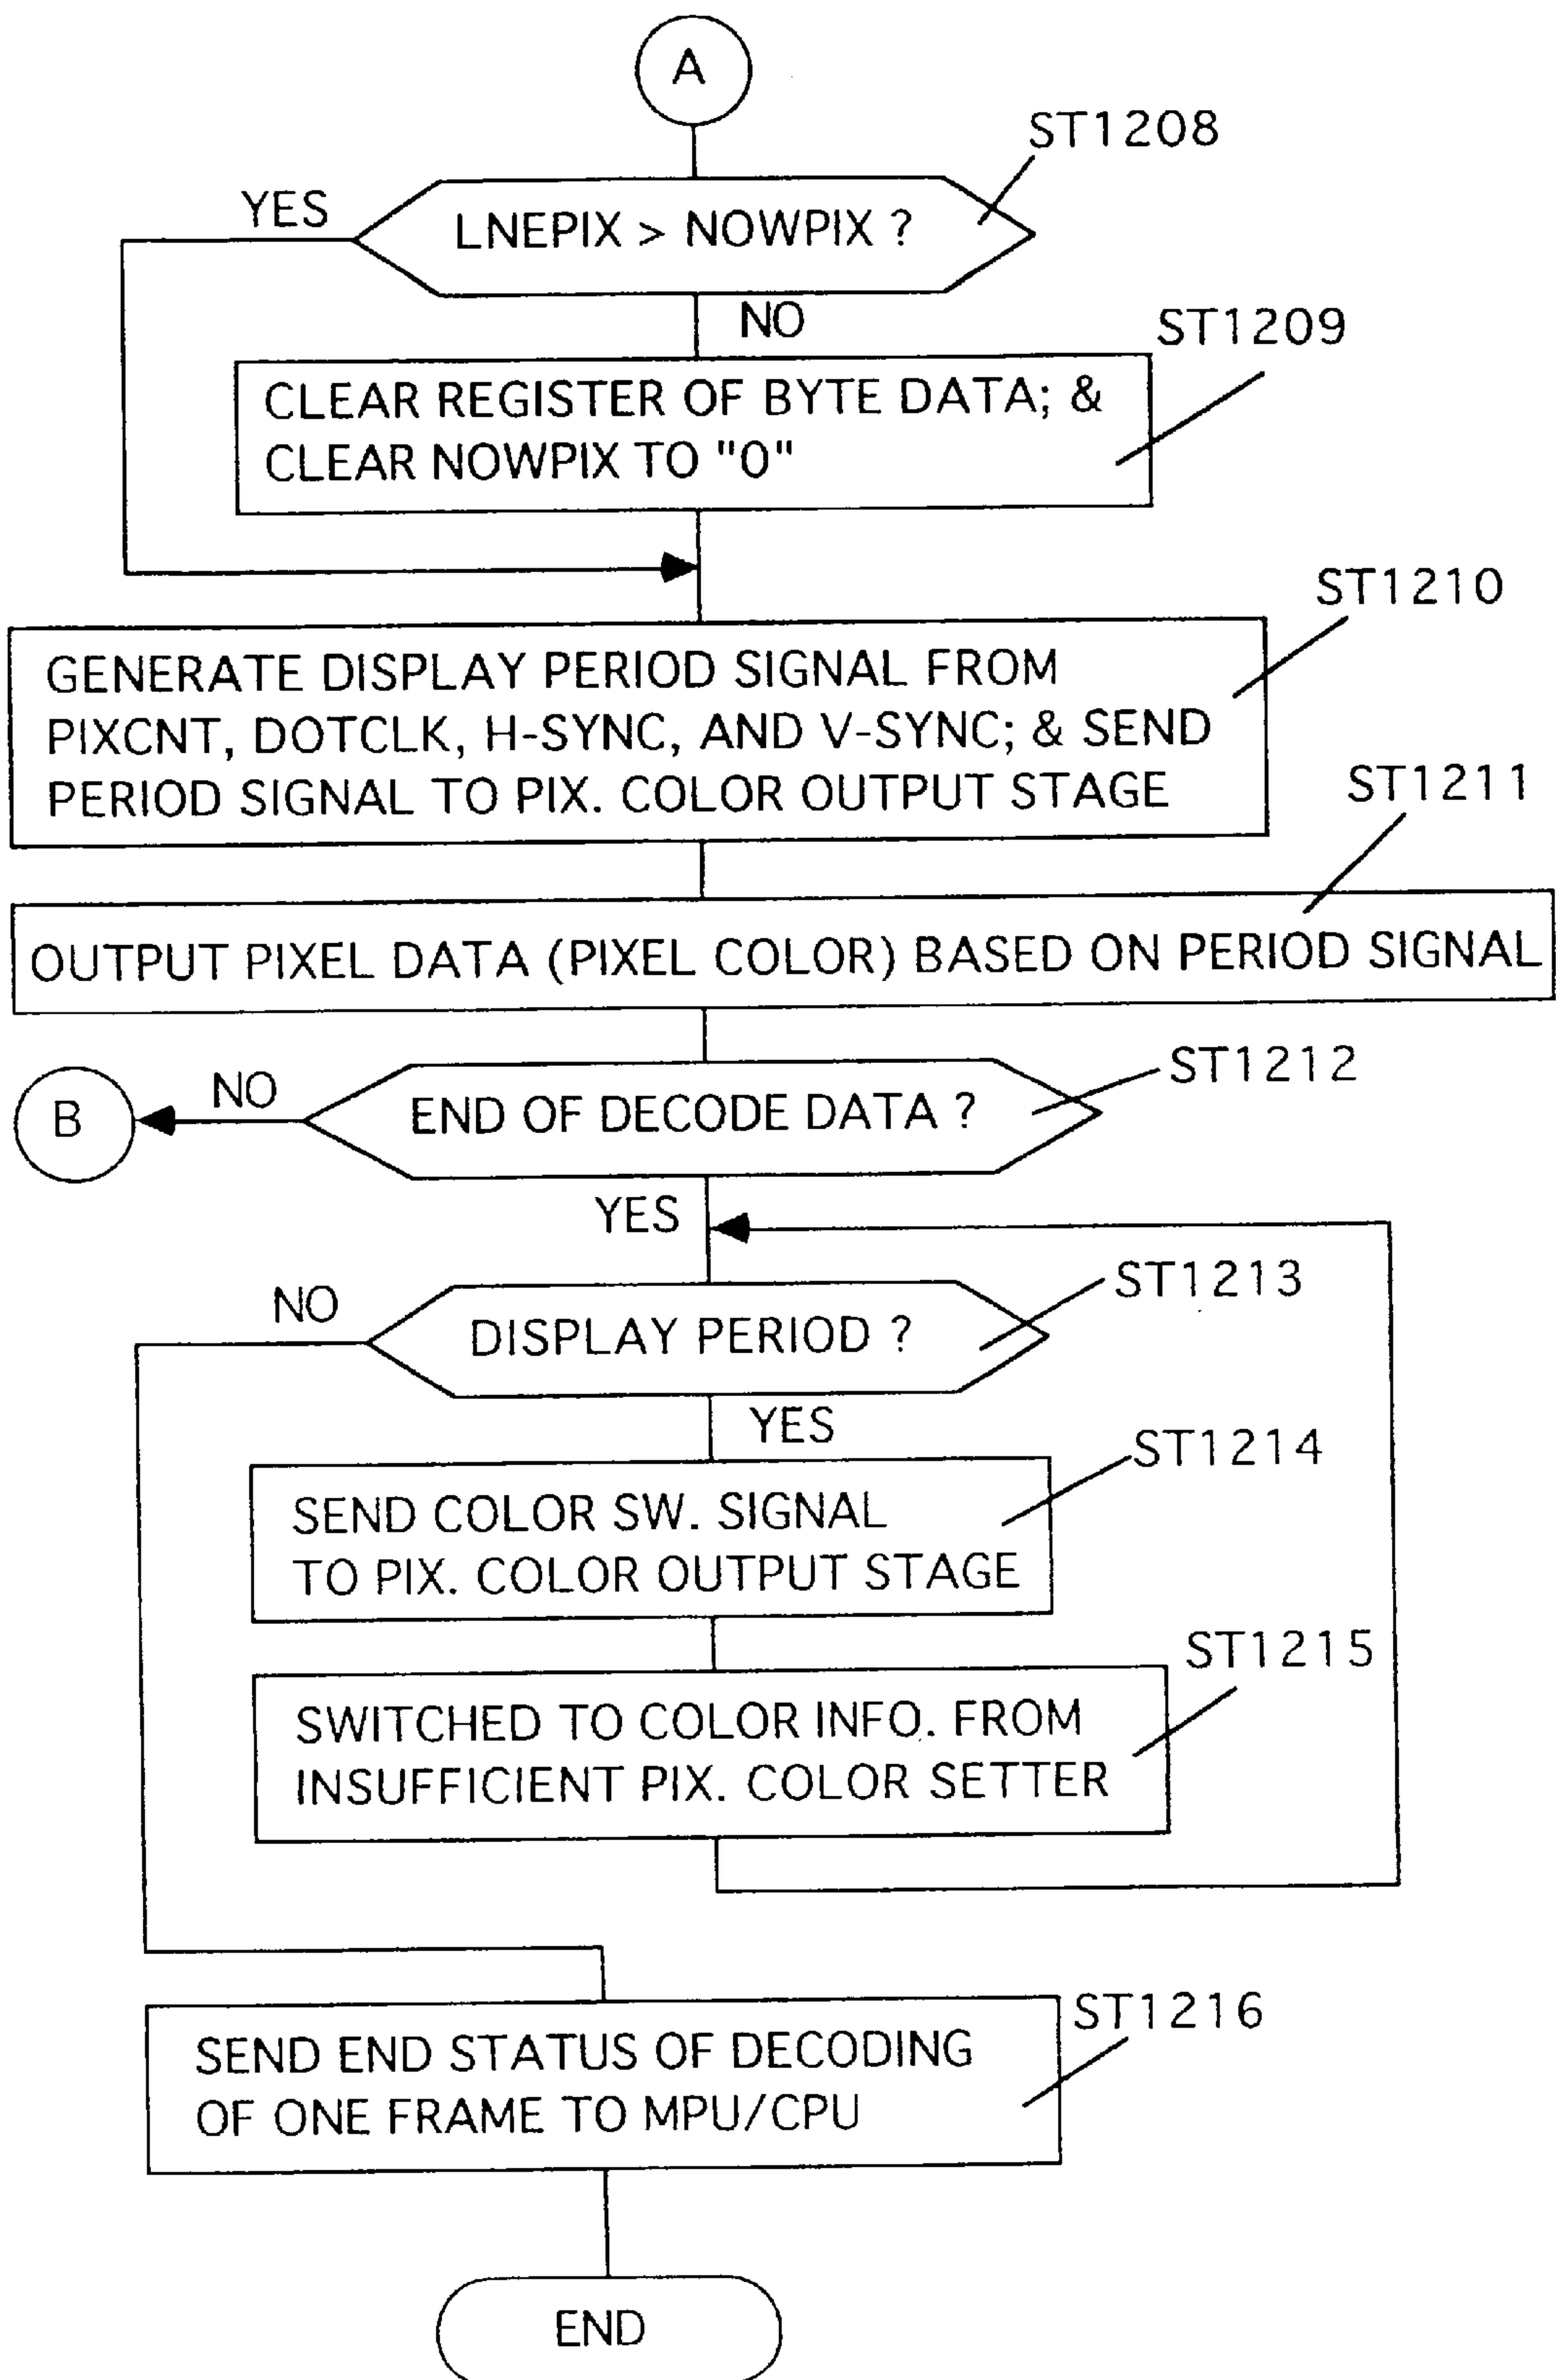 A
ST1208
YES
LNEPIX > NOWPIX ?
NO
ST1209
CLEAR REGISTER OF BYTE DATA; &
CLEAR NOWPIX TO "0"
ST1210
GENERATE DISPLAY PERIOD SIGNAL FROM
PIXCNT, DOTCLK, H-SYNC, AND V-SYNC; & SEND
PERIOD SIGNAL TO PIX. COLOR OUTPUT STAGE
ST1211
OUTPUT PIXEL DATA (PIXEL COLOR) BASED ON PERIOD SIGNAL
ST1212
B
NO
END OF DECODE DATA ?
YES
ST1213
NO
DISPLAY PERIOD ?
YES
ST1214
SEND COLOR SW. SIGNAL
TO PIX. COLOR OUTPUT STAGE
ST1215
SWITCHED TO COLOR INFO. FROM
INSUFFICIENT PIX. COLOR SETTER
ST1216
SEND END STATUS OF DECODING
OF ONE FRAME TO MPU/CPU
END